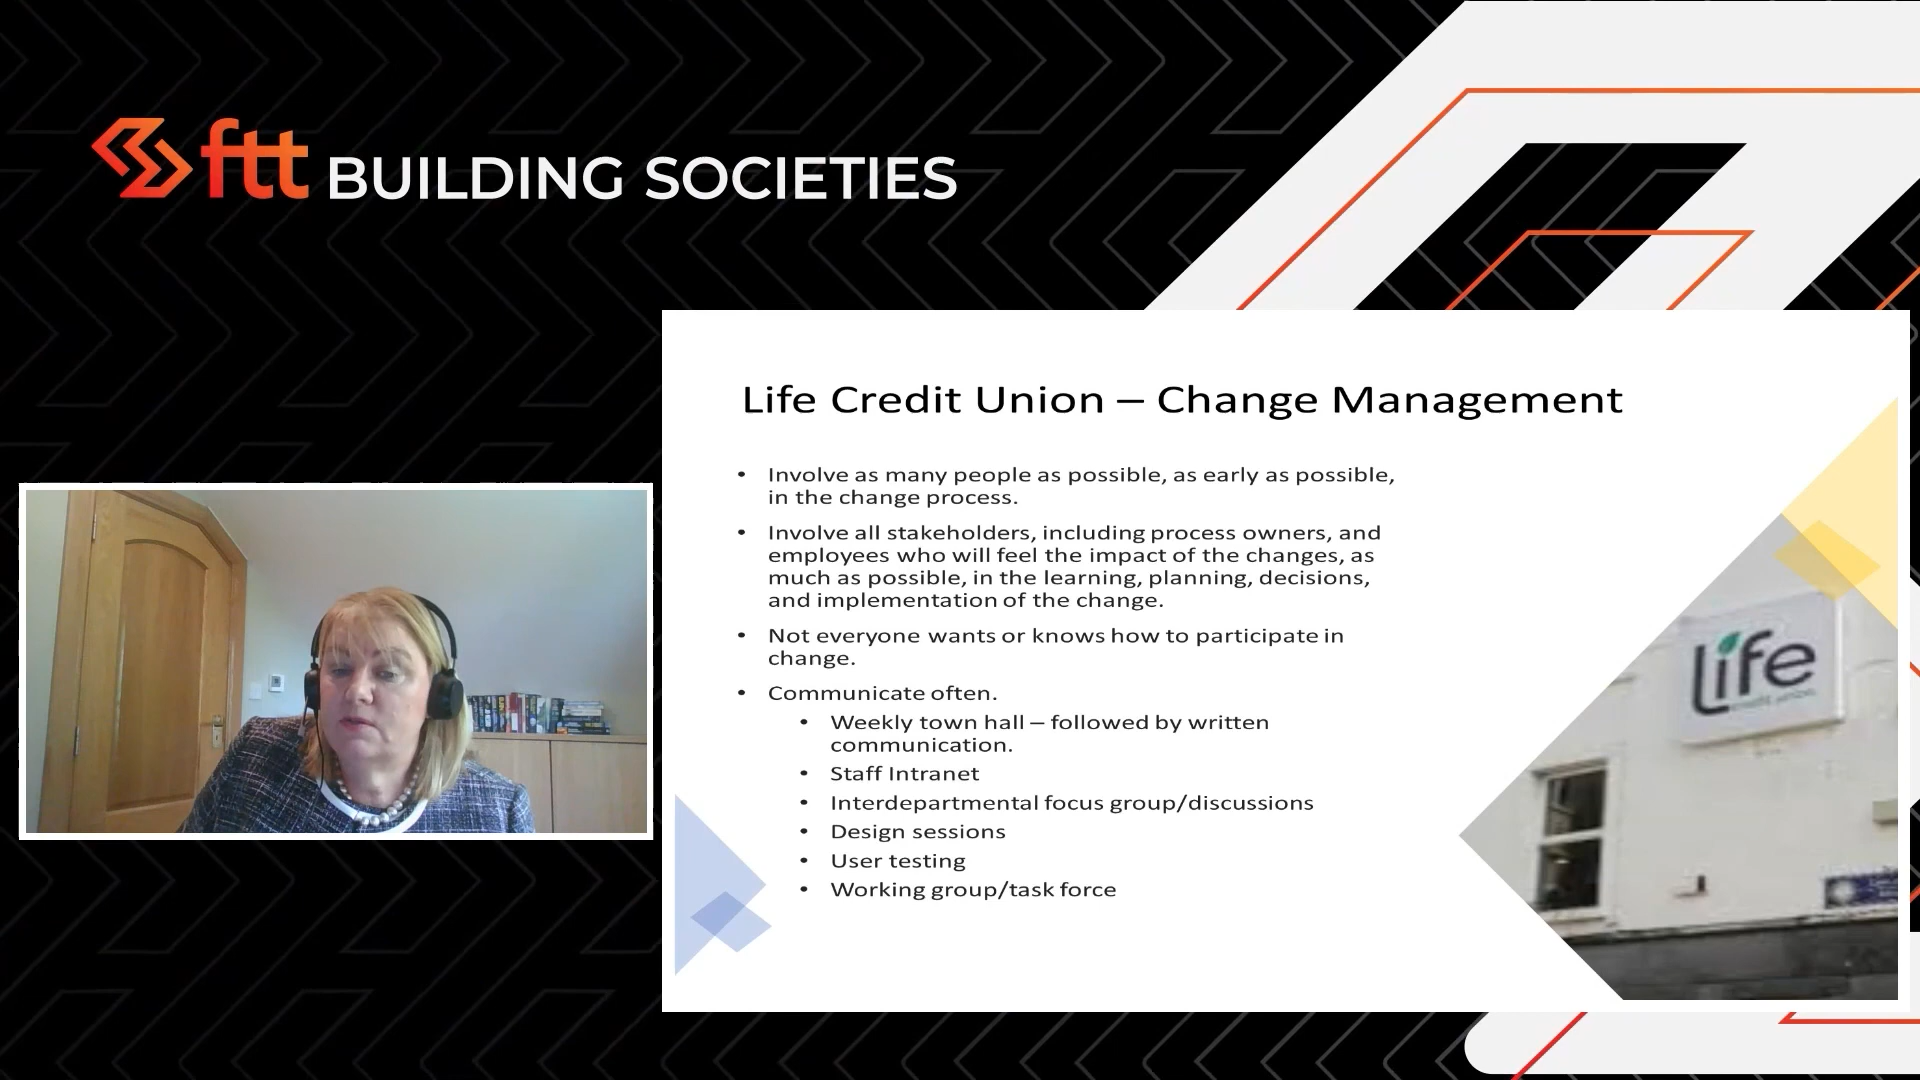 ftt BUILDING SOCIETIES
Life Credit Union – Change Management
• Involve as many people as possible, as early as possible,
in the change process.
• Involve all stakeholders, including process owners, and
employees who will feel the impact of the changes, as
much as possible, in the learning, planning, decisions,
and implementation of the change.
• Not everyone wants or knows how to participate in
change.
• Communicate often.
• Weekly town hall – followed by written
communication.
• Staff Intranet
• Interdepartmental focus group/discussions
• Design sessions
• User testing
• Working group/task force
life
credit union